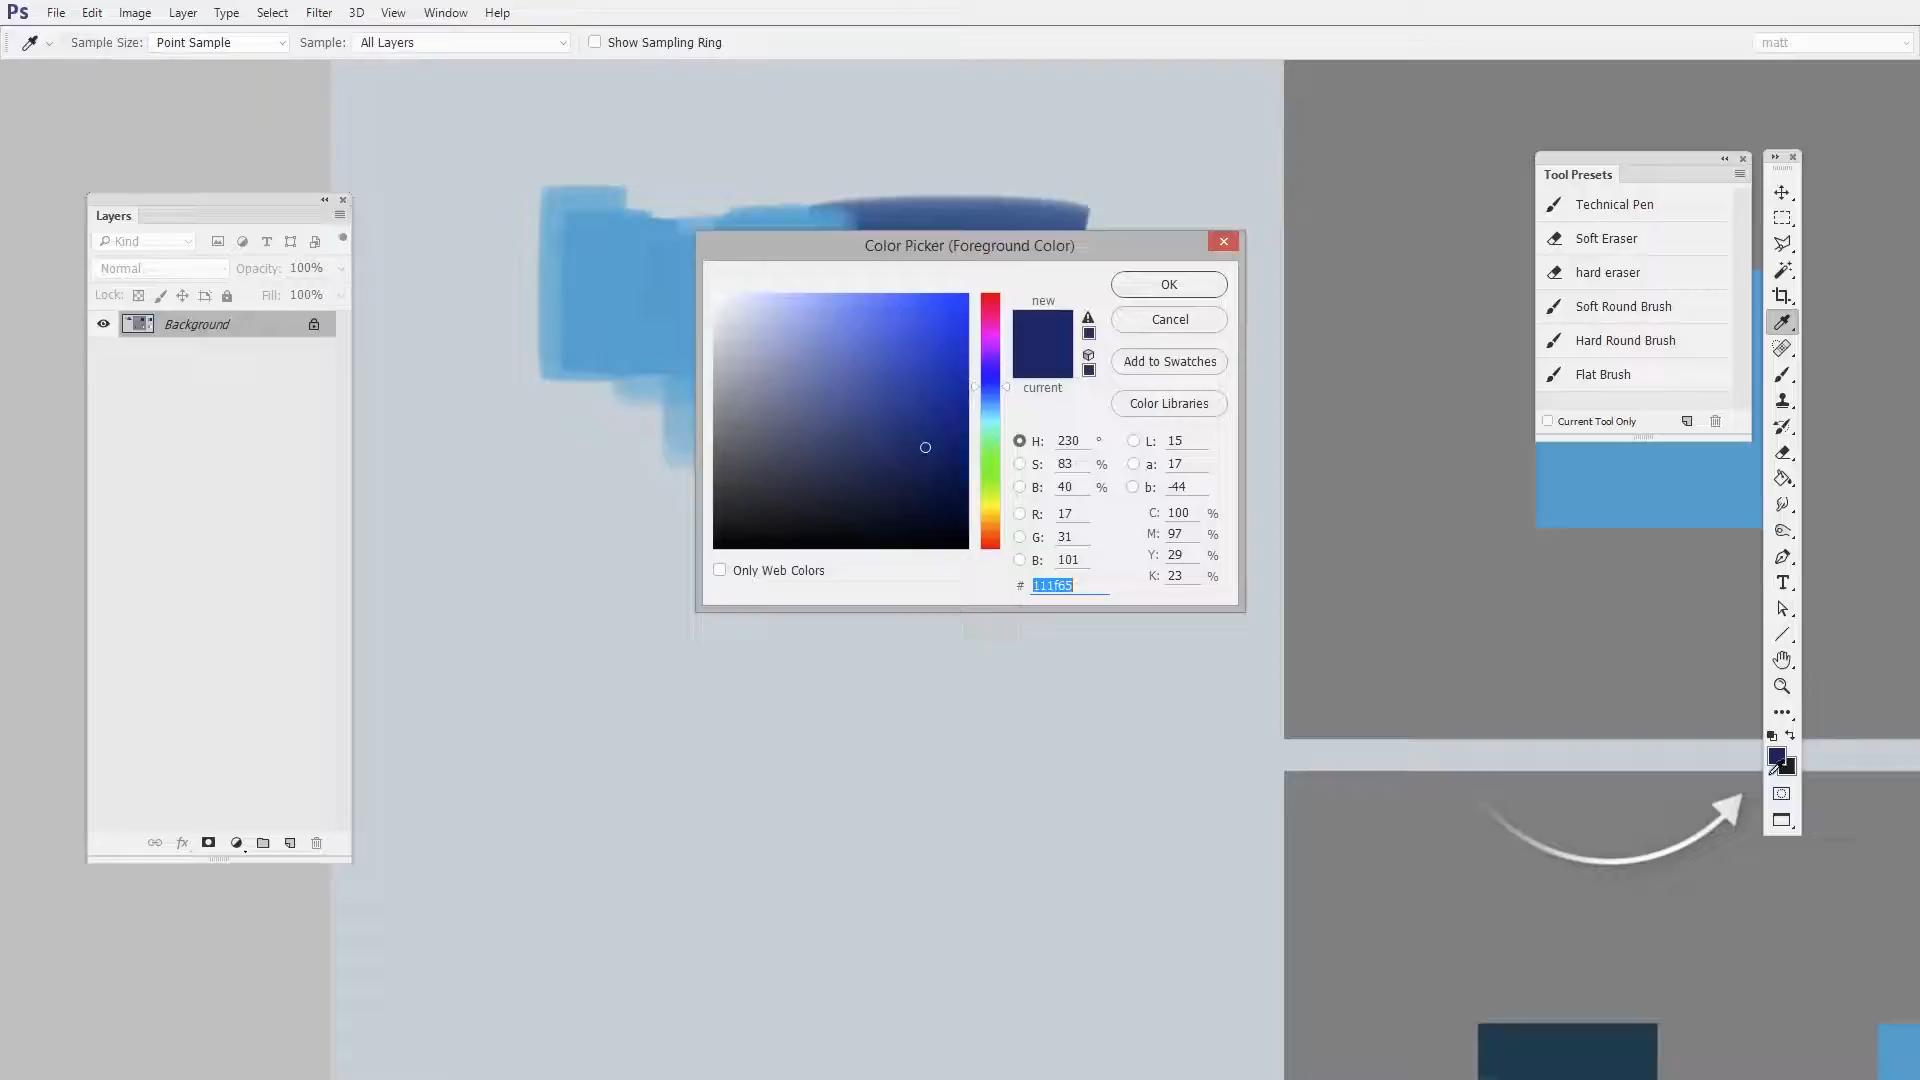 Ps File Edit Image Layer Type Select Filter 3D View Window Help
Sample Size: Point Sample Sample: All Layers Show Sampling Ring matt
Layers
Kind
Normal Opacity: 100%
Lock: Fill: 100%
Background
fx
Color Picker (Foreground Color)
new
current
OK
Cancel
Add to Swatches
Color Libraries
H: 230 °
S: 83 %
B: 40 %
R: 17
G: 31
B: 101
# 111f65
L: 15
a: 17
b: -44
C: 100 %
M: 97 %
Y: 29 %
K: 23 %
Only Web Colors
Tool Presets
Technical Pen
Soft Eraser
hard eraser
Soft Round Brush
Hard Round Brush
Flat Brush
Current Tool Only